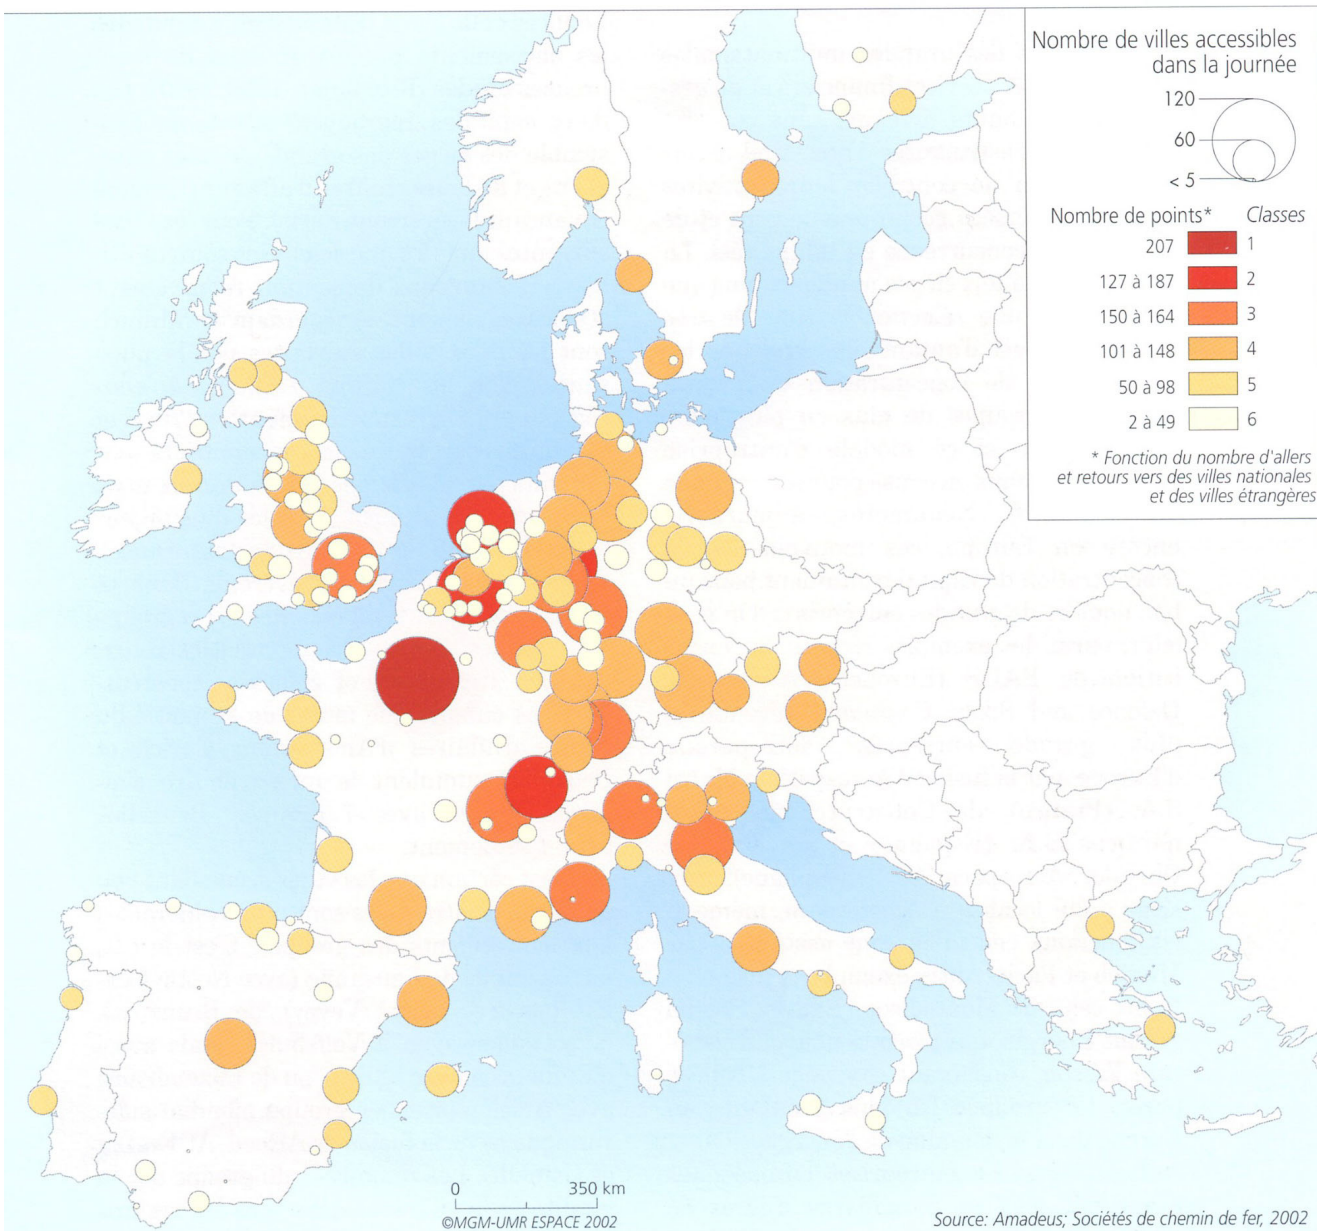 Nombre de villes accessibles
dans la journée
120
60
< 5
Nombre de points* Classes
207 1
127 à 187 2
150 à 164 3
101 à 148 4
50 à 98 5
2 à 49 6
* Fonction du nombre d'allers
et retours vers des villes nationales
et des villes étrangères
0 350 km
©MGM-UMR ESPACE 2002
Source: Amadeus; Sociétés de chemin de fer, 2002